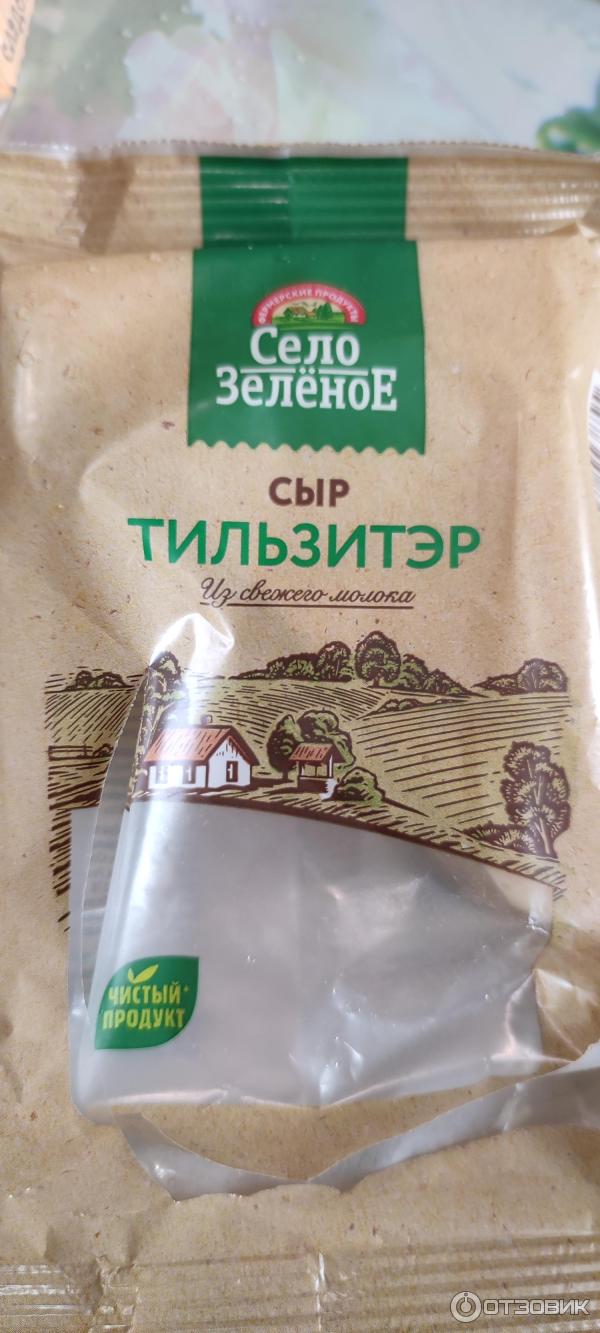 ФЕРМЕРСКИЕ ПРОДУКТЫ
Село
Зелёное
СЫР
ТИЛЬЗИТЭР
Из свежего молока
ЧИСТЫЙ*
ПРОДУКТ
ОТЗОВИК